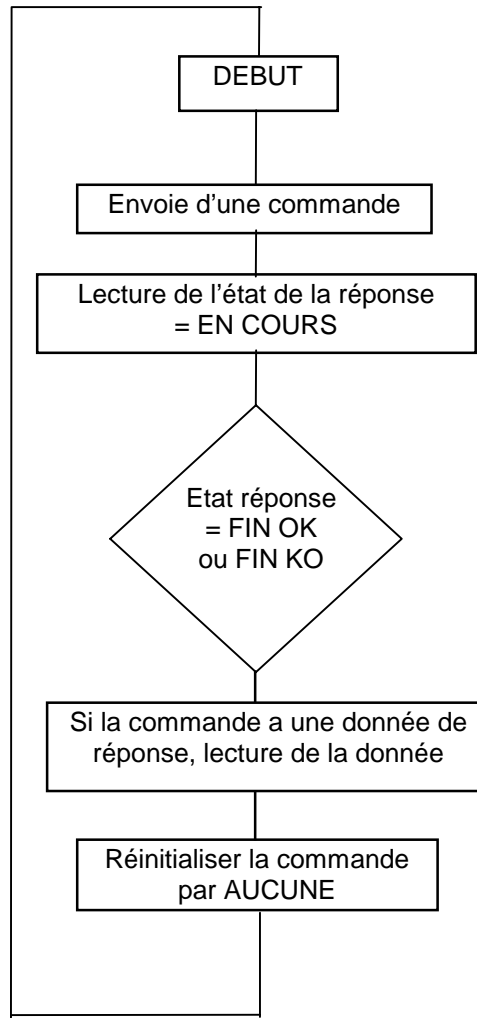 DEBUT
Envoie d'une commande
Lecture de l'état de la réponse
= EN COURS
Etat réponse
= FIN OK
ou FIN KO
Si la commande a une donnée de
réponse, lecture de la donnée
Réinitialiser la commande
par AUCUNE